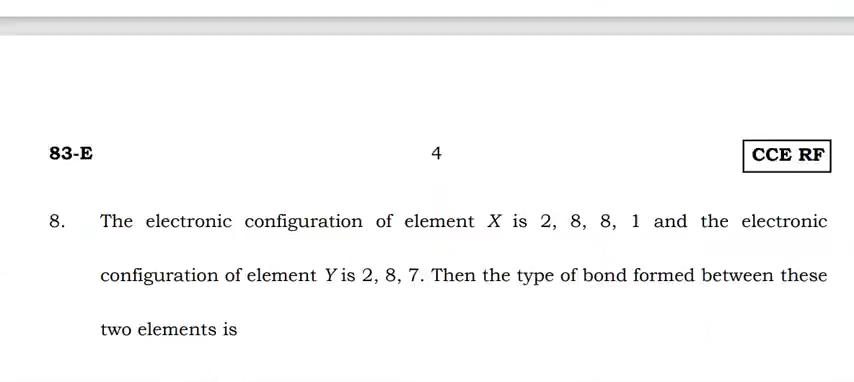 83-E 4 CCE RF
8. The electronic configuration of element X is 2, 8, 8, 1 and the electronic
configuration of element Y is 2, 8, 7. Then the type of bond formed between these
two elements is